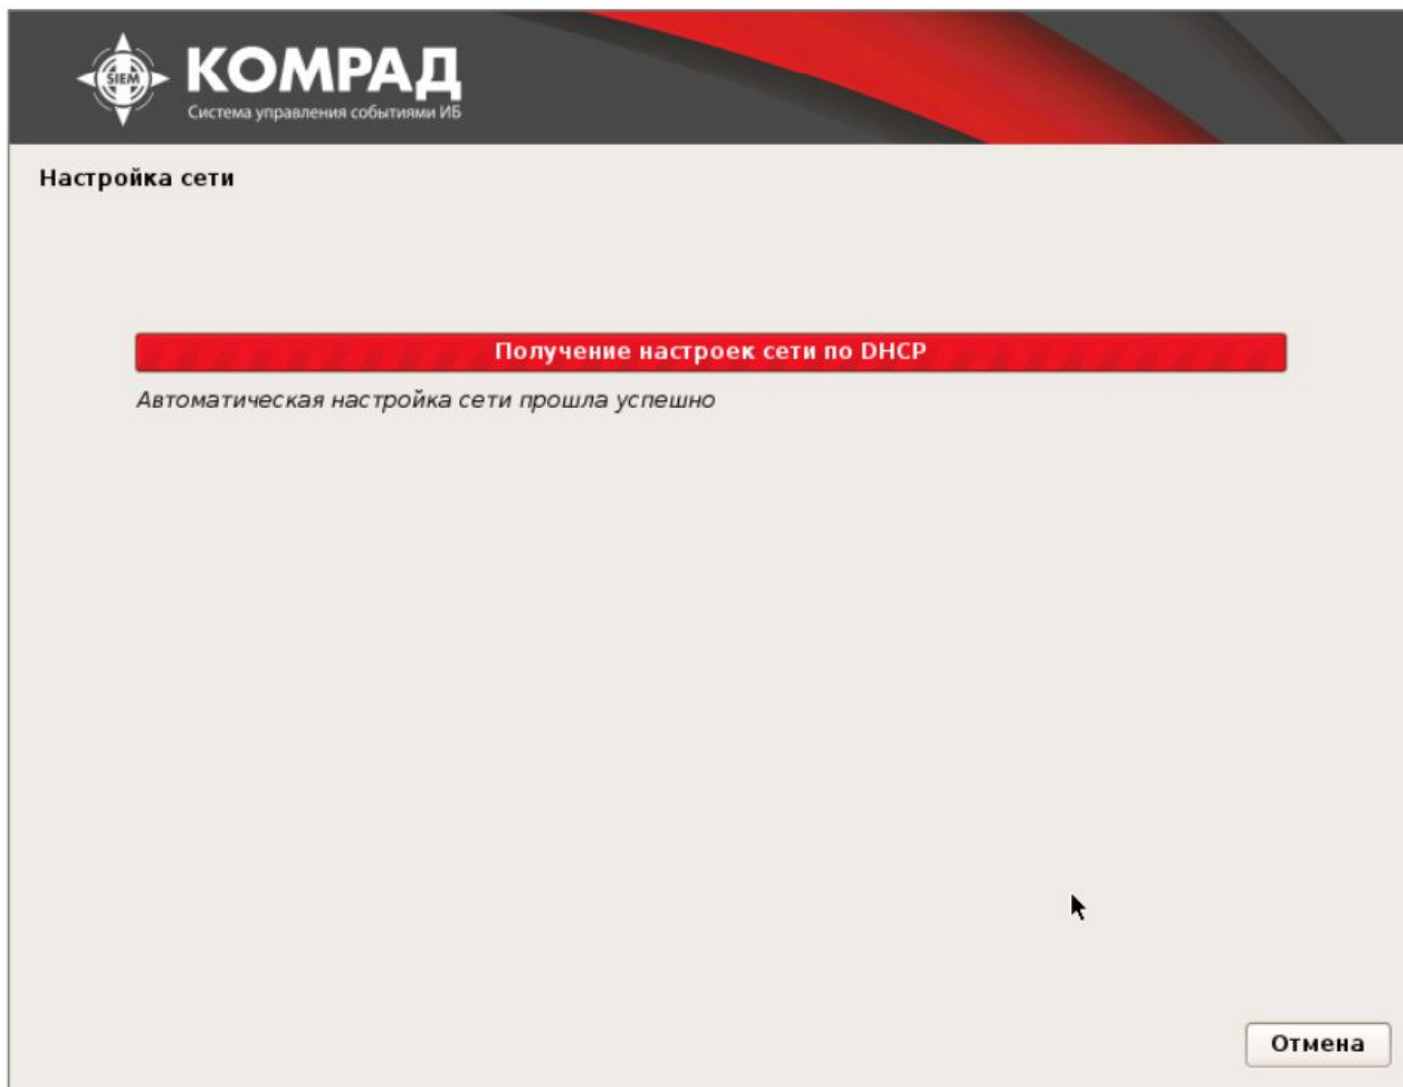 SIEM
КОМРАД
Система управления событиями ИБ
Настройка сети
Получение настроек сети по DHCP
Автоматическая настройка сети прошла успешно
Отмена